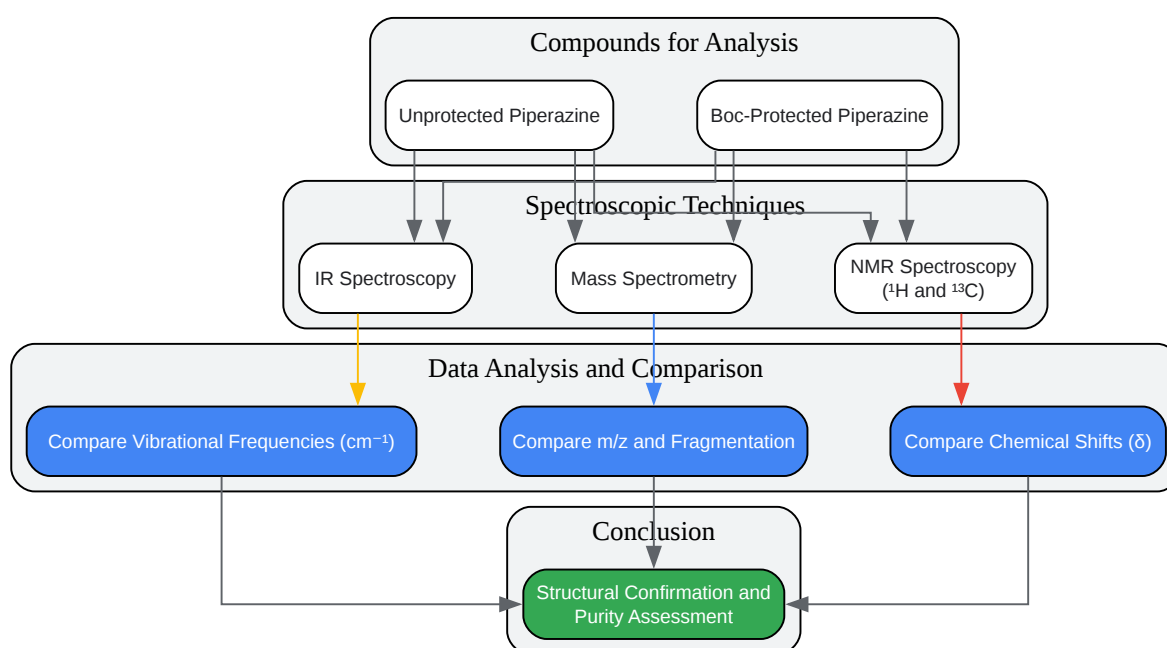 Compounds for Analysis
Unprotected Piperazine
Boc-Protected Piperazine
Spectroscopic Techniques
IR Spectroscopy
Mass Spectrometry
NMR Spectroscopy
(¹H and ¹³C)
Data Analysis and Comparison
Compare Vibrational Frequencies (cm⁻¹)
Compare m/z and Fragmentation
Compare Chemical Shifts (δ)
Conclusion
Structural Confirmation and
Purity Assessment